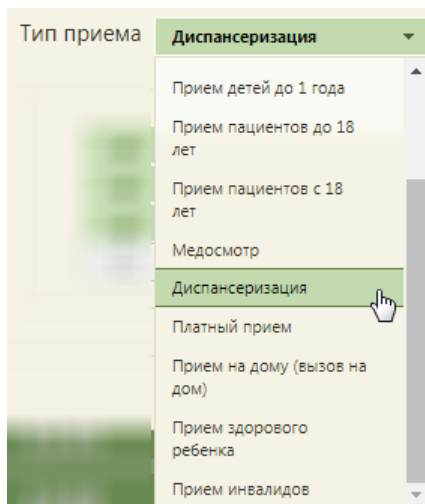 Тип приема
Диспансеризация
Прием детей до 1 года
Прием пациентов до 18
лет
Прием пациентов с 18
лет
Медосмотр
Диспансеризация
Платный прием
Прием на дому (вызов на
дом)
Прием здорового
ребенка
Прием инвалидов